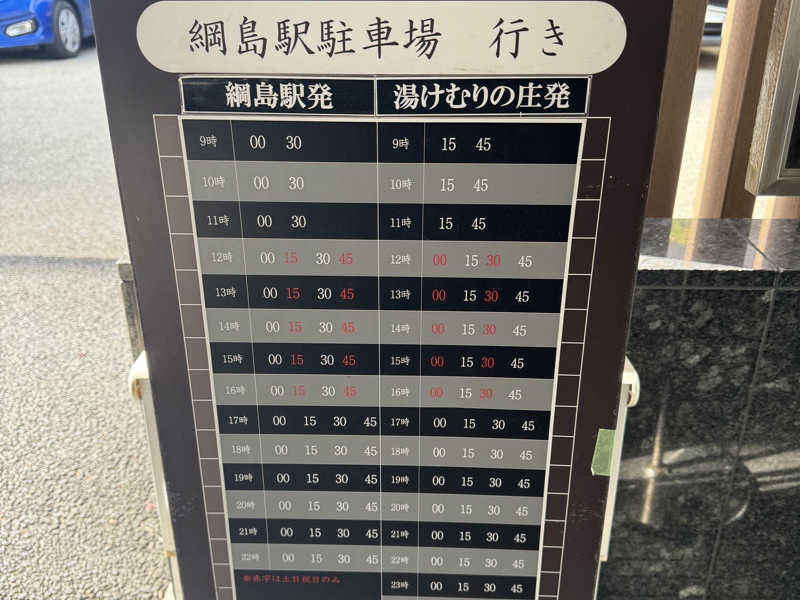 綱島駅駐車場 行き
綱島駅発 湯けむりの庄発
9時 00 30 9時 15 45
10時 00 30 10時 15 45
11時 00 30 11時 15 45
12時 00 15 30 45 12時 00 15 30 45
13時 00 15 30 45 13時 00 15 30 45
14時 00 15 30 45 14時 00 15 30 45
15時 00 15 30 45 15時 00 15 30 45
16時 00 15 30 45 16時 00 15 30 45
17時 00 15 30 45 17時 00 15 30 45
18時 00 15 30 45 18時 00 15 30 45
19時 00 15 30 45 19時 00 15 30 45
20時 00 15 30 45 20時 00 15 30 45
21時 00 15 30 45 21時 00 15 30 45
22時 00 15 30 45 22時 00 15 30 45
※赤字は土日祝日のみ 23時 00 15 30 45